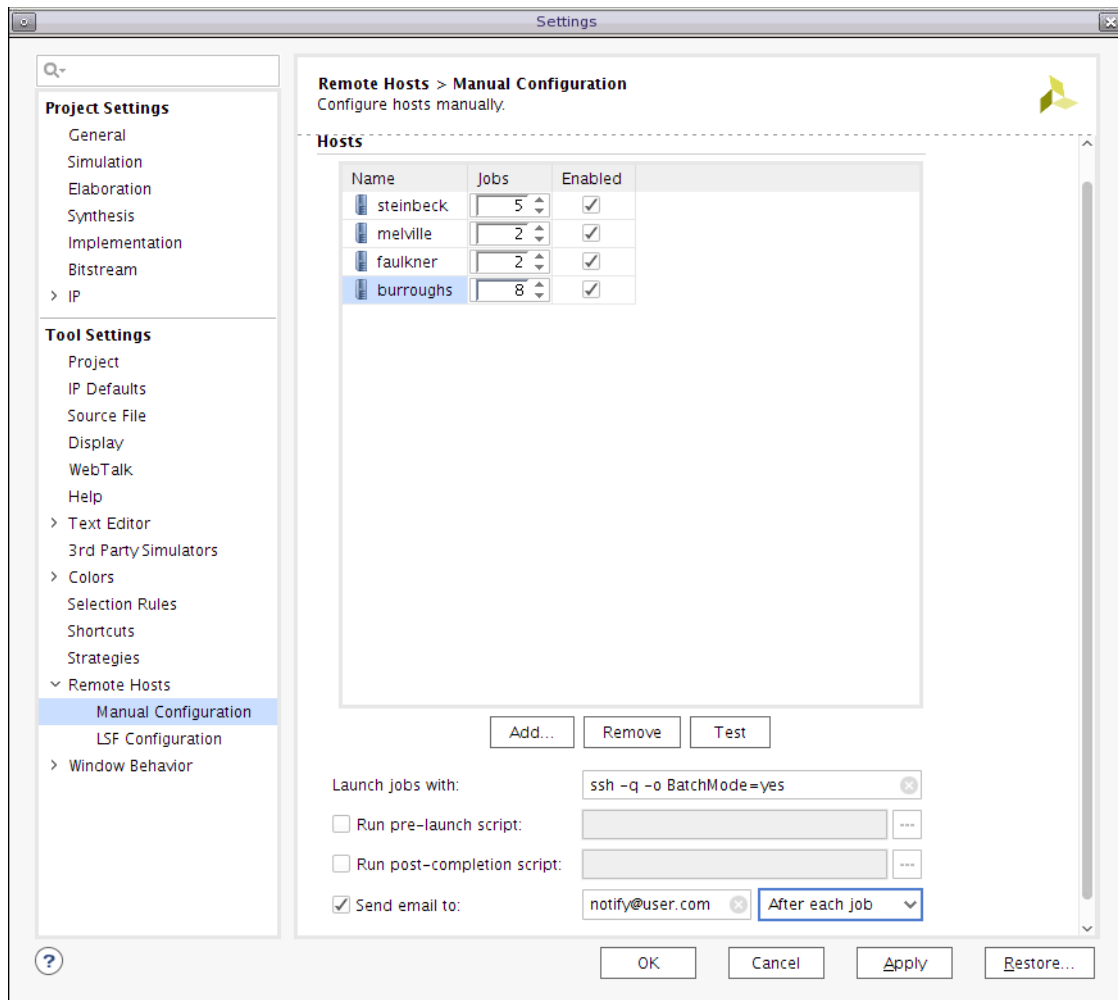 Settings
Project Settings
General
Simulation
Elaboration
Synthesis
Implementation
Bitstream
IP
Tool Settings
Project
IP Defaults
Source File
Display
WebTalk
Help
Text Editor
3rd Party Simulators
Colors
Selection Rules
Shortcuts
Strategies
Remote Hosts
Manual Configuration
LSF Configuration
Window Behavior
Remote Hosts > Manual Configuration
Configure hosts manually.
Hosts
Name Jobs Enabled
steinbeck 5
melville 2
faulkner 2
burroughs 8
Add... Remove Test
Launch jobs with: ssh -q -o BatchMode=yes
Run pre-launch script: ...
Run post-completion script: ...
Send email to: notify@user.com After each job
? OK Cancel Apply Restore...